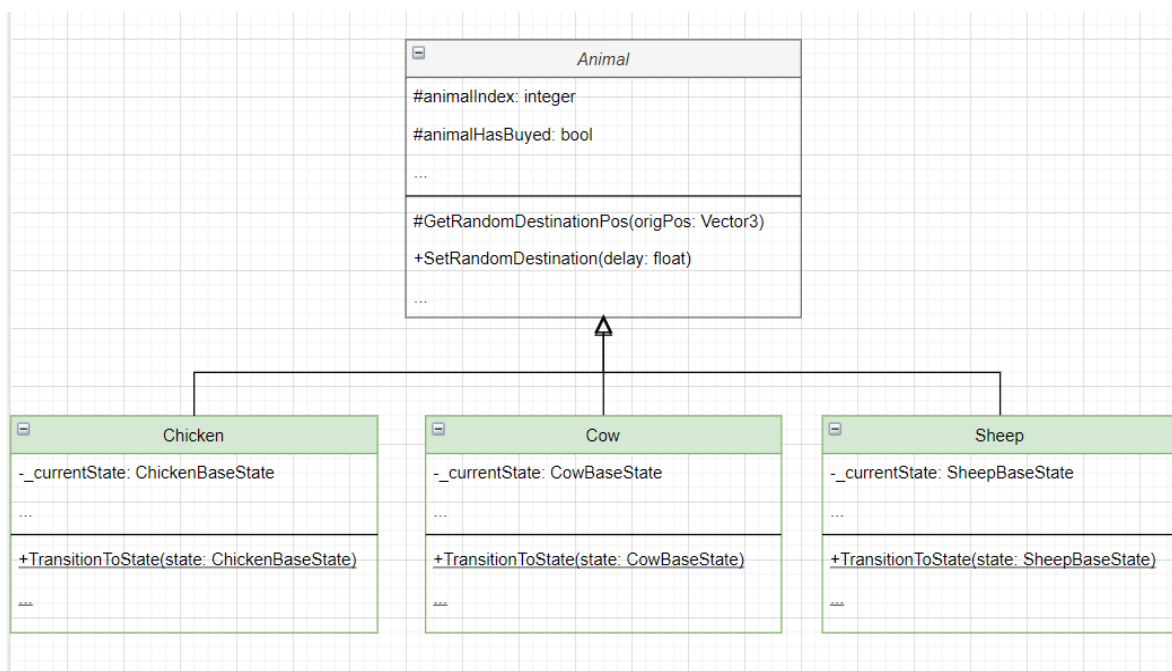 Animal
#animalIndex: integer
#animalHasBuyed: bool
...
#GetRandomDestinationPos(origPos: Vector3)
+SetRandomDestination(delay: float)
...
Chicken
-_currentState: ChickenBaseState
...
+TransitionToState(state: ChickenBaseState)
...
Cow
-_currentState: CowBaseState
...
+TransitionToState(state: CowBaseState)
...
Sheep
-_currentState: SheepBaseState
...
+TransitionToState(state: SheepBaseState)
...